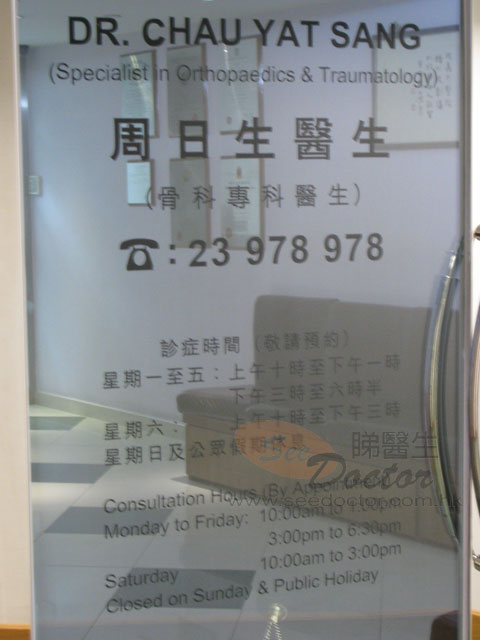 DR. CHAU YAT SANG
(Specialist in Orthopaedics & Traumatology)
周日生醫生
(骨科專科醫生)
☎:23 978 978
診症時間 (敬請預約)
星期一至五：上午十時至下午一時
下午三時至六時半
星期六：上午十時至下午三時
星期日及公眾假期休息
睇醫生
See Doctor
www.seedoctor.com.hk
Consultation Hours (By Appointment)
Monday to Friday: 10:00am to 1:00pm
3:00pm to 6:30pm
Saturday 10:00am to 3:00pm
Closed on Sunday & Public Holiday